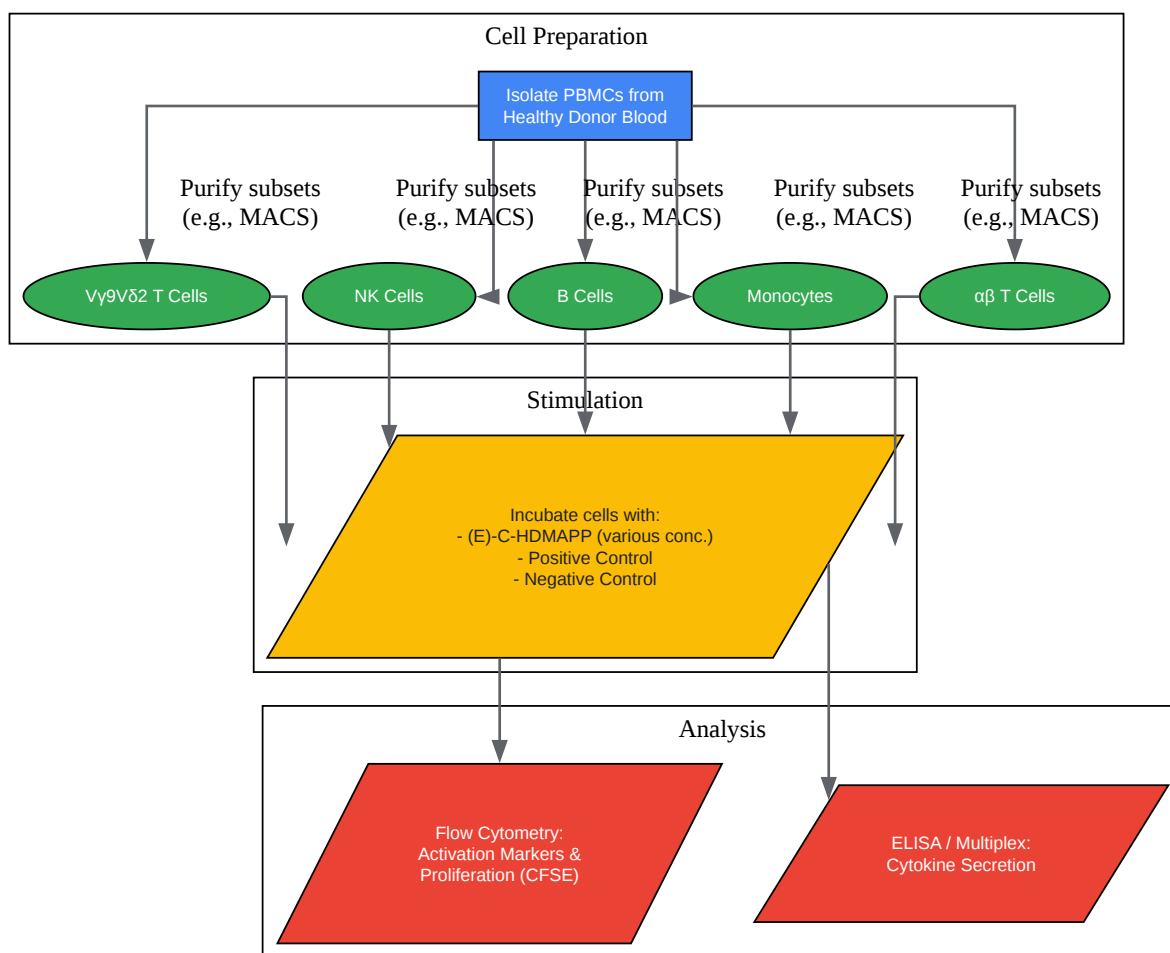 Cell Preparation
Isolate PBMCs from
Healthy Donor Blood
Purify subsets
(e.g., MACS)
Purify subsets
(e.g., MACS)
Purify subsets
(e.g., MACS)
Purify subsets
(e.g., MACS)
Purify subsets
(e.g., MACS)
Vγ9Vδ2 T Cells
NK Cells
B Cells
Monocytes
αβ T Cells
Stimulation
Incubate cells with:
- (E)-C-HDMAPP (various conc.)
- Positive Control
- Negative Control
Analysis
Flow Cytometry:
Activation Markers &
Proliferation (CFSE)
ELISA / Multiplex:
Cytokine Secretion